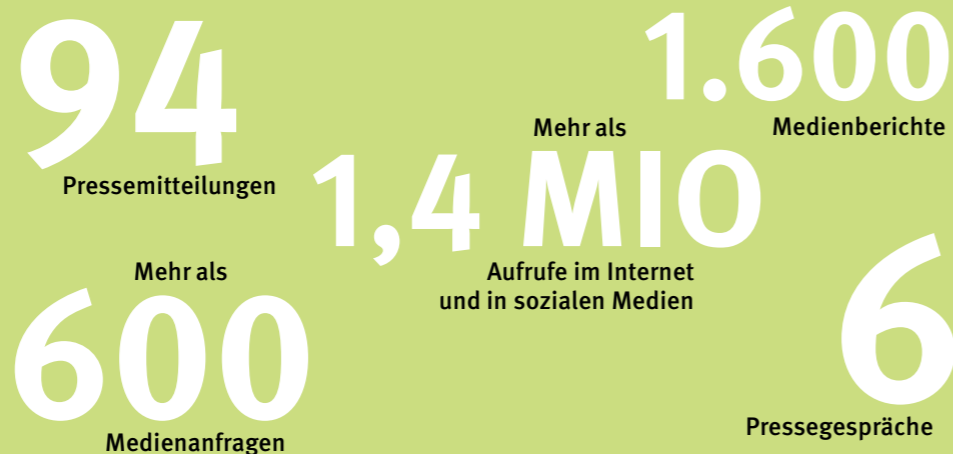 94
Pressemitteilungen
1.600
Medienberichte
Mehr als
1,4 MIO
Aufrufe im Internet
und in sozialen Medien
Mehr als
600
Medienanfragen
6
Pressegespräche